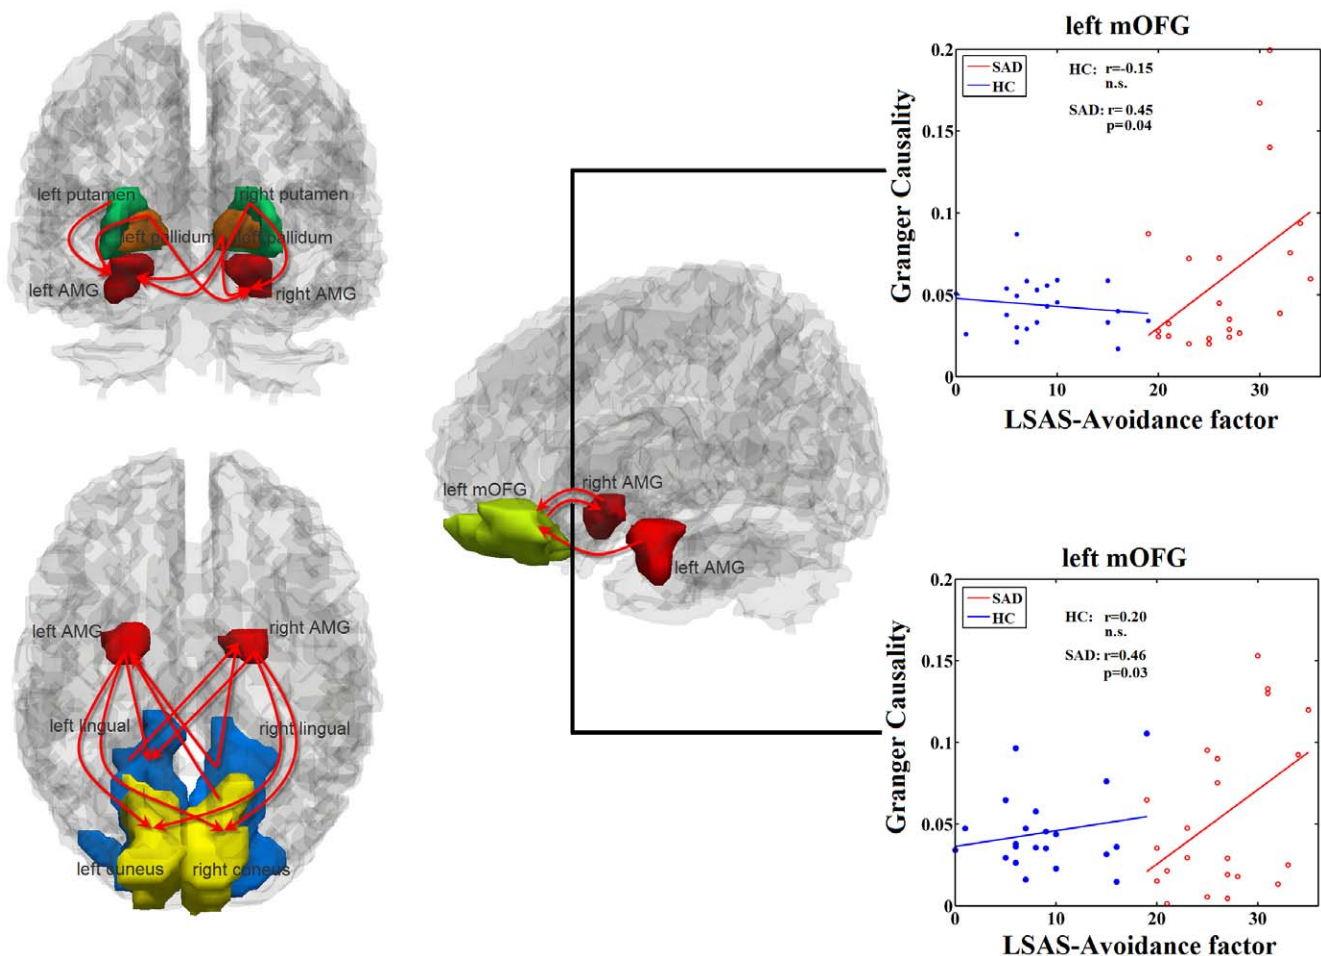 left putamen
right putamen
left pallidum
left pallidum
left AMG
right AMG
left AMG
right AMG
left lingual
right lingual
left cuneus
right cuneus
left mOFG
right AMG
left AMG
left mOFG
Granger Causality
0.2
0.15
0.1
0.05
0
SAD
HC
HC: r=-0.15
n.s.
SAD: r= 0.45
p=0.04
0 10 20 30
LSAS-Avoidance factor
left mOFG
Granger Causality
0.2
0.15
0.1
0.05
0
SAD
HC
HC: r=0.20
n.s.
SAD: r=0.46
p=0.03
0 10 20 30
LSAS-Avoidance factor